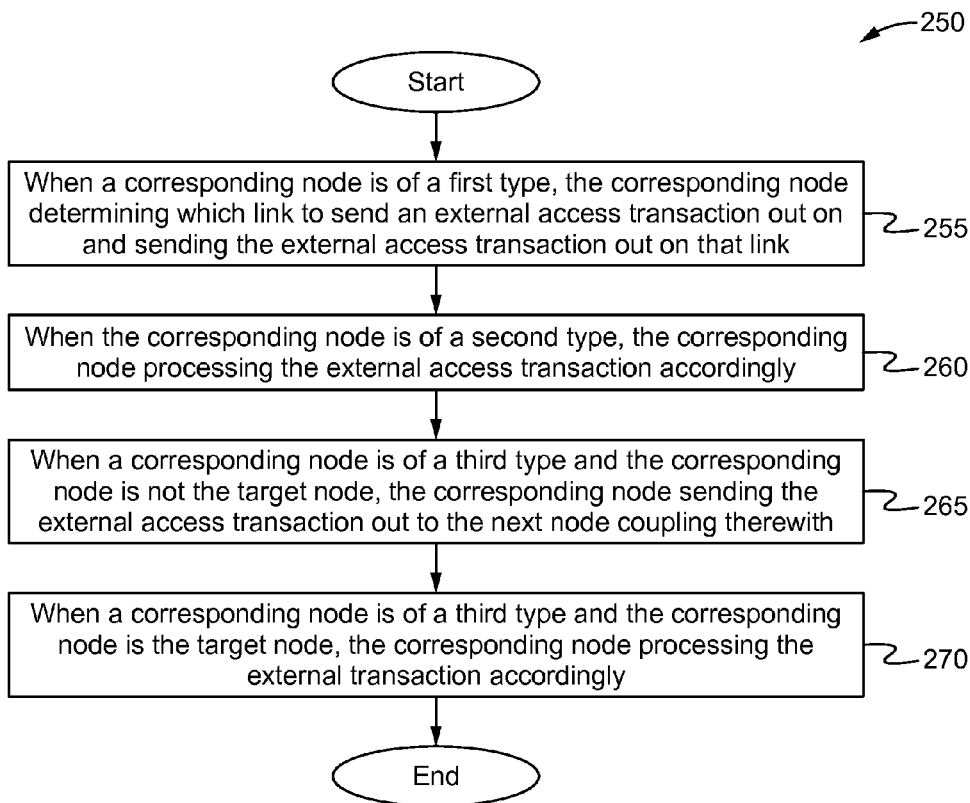 250
Start
When a corresponding node is of a first type, the corresponding node
determining which link to send an external access transaction out on
and sending the external access transaction out on that link
255
When the corresponding node is of a second type, the corresponding
node processing the external access transaction accordingly
260
When a corresponding node is of a third type and the corresponding
node is not the target node, the corresponding node sending the
external access transaction out to the next node coupling therewith
265
When a corresponding node is of a third type and the corresponding
node is the target node, the corresponding node processing the
external transaction accordingly
270
End